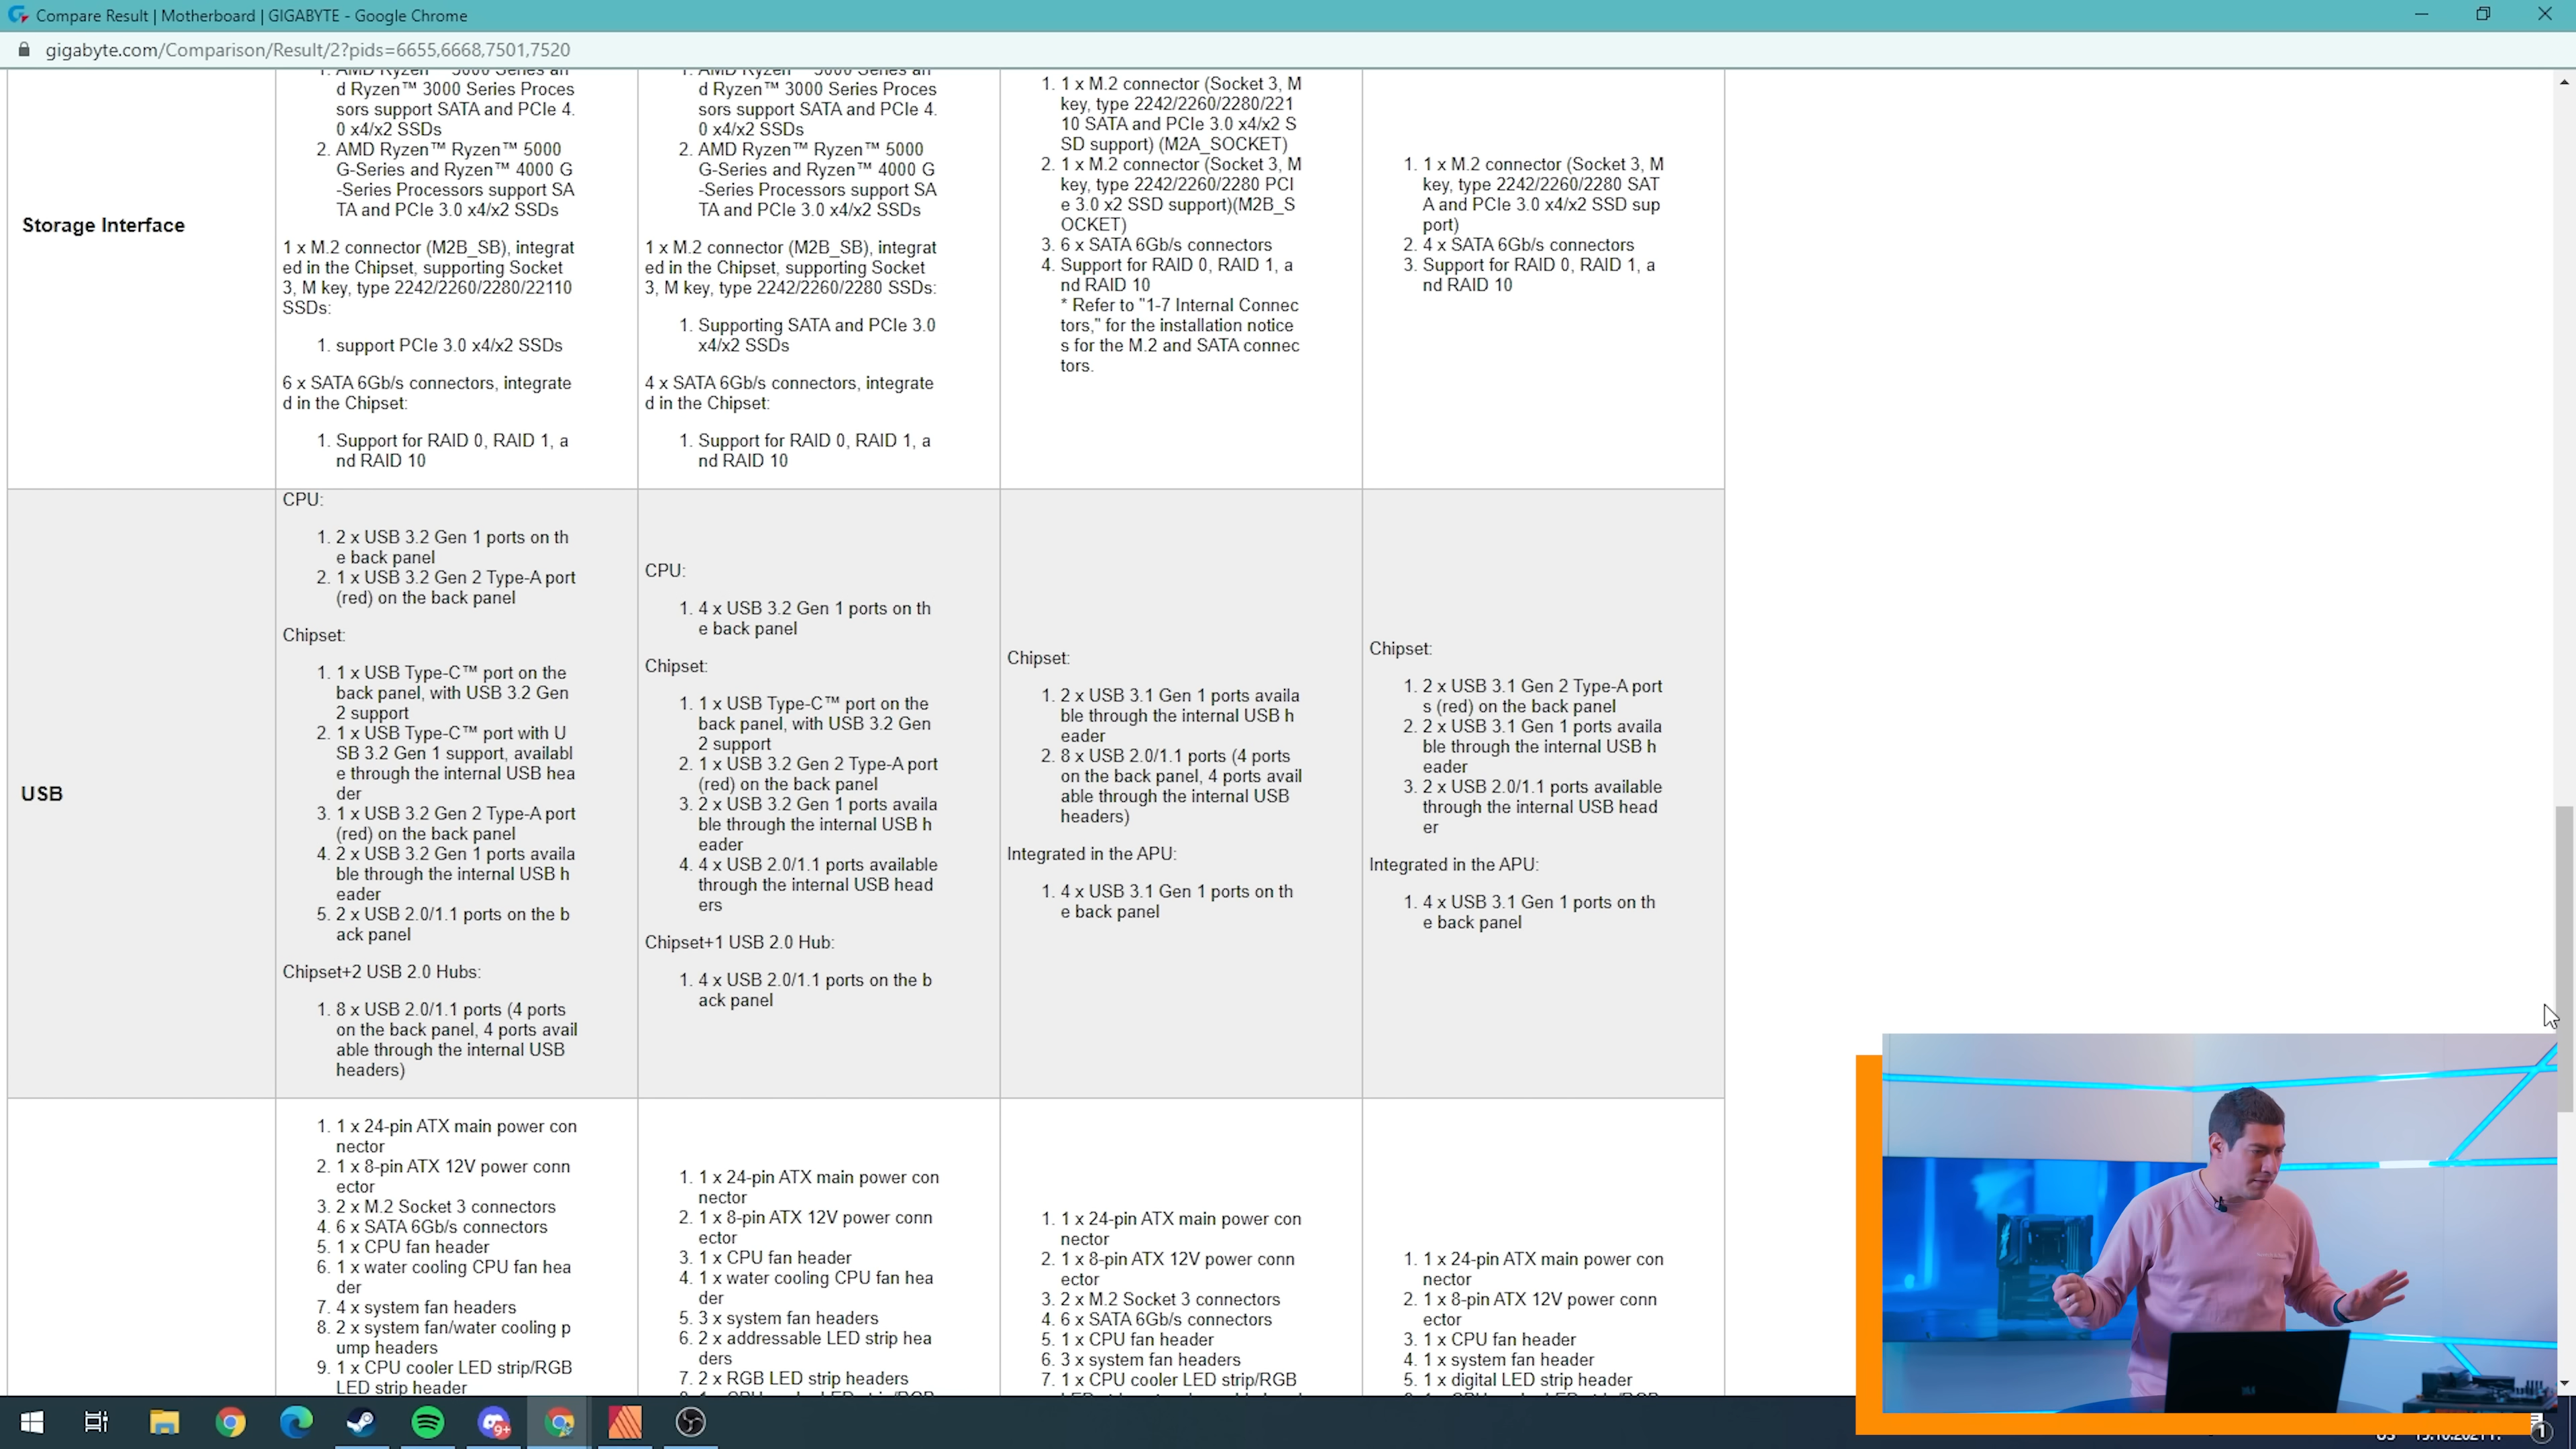 Compare Result | Motherboard | GIGABYTE - Google Chrome
gigabyte.com/Comparison/Result/2?pids=6655,6668,7501,7520
Storage Interface
1. AMD Ryzen™ 5000 Series an
d Ryzen™ 3000 Series Proces
sors support SATA and PCIe 4.
0 x4/x2 SSDs
2. AMD Ryzen™ Ryzen™ 5000
G-Series and Ryzen™ 4000 G
-Series Processors support SA
TA and PCIe 3.0 x4/x2 SSDs
1 x M.2 connector (M2B_SB), integrat
ed in the Chipset, supporting Socket
3, M key, type 2242/2260/2280/22110
SSDs:
1. support PCIe 3.0 x4/x2 SSDs
6 x SATA 6Gb/s connectors, integrate
d in the Chipset:
1. Support for RAID 0, RAID 1, a
nd RAID 10
1. AMD Ryzen™ 5000 Series an
d Ryzen™ 3000 Series Proces
sors support SATA and PCIe 4.
0 x4/x2 SSDs
2. AMD Ryzen™ Ryzen™ 5000
G-Series and Ryzen™ 4000 G
-Series Processors support SA
TA and PCIe 3.0 x4/x2 SSDs
1 x M.2 connector (M2B_SB), integrat
ed in the Chipset, supporting Socket
3, M key, type 2242/2260/2280 SSDs:
1. Supporting SATA and PCIe 3.0
x4/x2 SSDs
4 x SATA 6Gb/s connectors, integrate
d in the Chipset:
1. Support for RAID 0, RAID 1, a
nd RAID 10
1. 1 x M.2 connector (Socket 3, M
key, type 2242/2260/2280/221
10 SATA and PCIe 3.0 x4/x2 S
SD support) (M2A_SOCKET)
2. 1 x M.2 connector (Socket 3, M
key, type 2242/2260/2280 PCI
e 3.0 x2 SSD support)(M2B_S
OCKET)
3. 6 x SATA 6Gb/s connectors
4. Support for RAID 0, RAID 1, a
nd RAID 10
* Refer to "1-7 Internal Connec
tors," for the installation notice
s for the M.2 and SATA connec
tors.
1. 1 x M.2 connector (Socket 3, M
key, type 2242/2260/2280 SAT
A and PCIe 3.0 x4/x2 SSD sup
port)
2. 4 x SATA 6Gb/s connectors
3. Support for RAID 0, RAID 1, a
nd RAID 10
USB
CPU:
1. 2 x USB 3.2 Gen 1 ports on th
e back panel
2. 1 x USB 3.2 Gen 2 Type-A port
(red) on the back panel
Chipset:
1. 1 x USB Type-C™ port on the
back panel, with USB 3.2 Gen
2 support
2. 1 x USB Type-C™ port with U
SB 3.2 Gen 1 support, availabl
e through the internal USB hea
der
3. 1 x USB 3.2 Gen 2 Type-A port
(red) on the back panel
4. 2 x USB 3.2 Gen 1 ports availa
ble through the internal USB h
eader
5. 2 x USB 2.0/1.1 ports on the b
ack panel
Chipset+2 USB 2.0 Hubs:
1. 8 x USB 2.0/1.1 ports (4 ports
on the back panel, 4 ports avail
able through the internal USB
headers)
CPU:
1. 4 x USB 3.2 Gen 1 ports on th
e back panel
Chipset:
1. 1 x USB Type-C™ port on the
back panel, with USB 3.2 Gen
2 support
2. 1 x USB 3.2 Gen 2 Type-A port
(red) on the back panel
3. 2 x USB 3.2 Gen 1 ports availa
ble through the internal USB h
eader
4. 4 x USB 2.0/1.1 ports available
through the internal USB head
ers
Chipset+1 USB 2.0 Hub:
1. 4 x USB 2.0/1.1 ports on the b
ack panel
Chipset:
1. 2 x USB 3.1 Gen 1 ports availa
ble through the internal USB h
eader
2. 8 x USB 2.0/1.1 ports (4 ports
on the back panel, 4 ports avail
able through the internal USB
headers)
Integrated in the APU:
1. 4 x USB 3.1 Gen 1 ports on th
e back panel
Chipset:
1. 2 x USB 3.1 Gen 2 Type-A port
s (red) on the back panel
2. 2 x USB 3.1 Gen 1 ports availa
ble through the internal USB h
eader
3. 2 x USB 2.0/1.1 ports available
through the internal USB head
er
Integrated in the APU:
1. 4 x USB 3.1 Gen 1 ports on th
e back panel
1. 1 x 24-pin ATX main power con
nector
2. 1 x 8-pin ATX 12V power conn
ector
3. 2 x M.2 Socket 3 connectors
4. 6 x SATA 6Gb/s connectors
5. 1 x CPU fan header
6. 1 x water cooling CPU fan hea
der
7. 4 x system fan headers
8. 2 x system fan/water cooling p
ump headers
9. 1 x CPU cooler LED strip/RGB
LED strip header
1. 1 x 24-pin ATX main power con
nector
2. 1 x 8-pin ATX 12V power conn
ector
3. 1 x CPU fan header
4. 1 x water cooling CPU fan hea
der
5. 3 x system fan headers
6. 2 x addressable LED strip hea
ders
7. 2 x RGB LED strip headers
1. 1 x 24-pin ATX main power con
nector
2. 1 x 8-pin ATX 12V power conn
ector
3. 2 x M.2 Socket 3 connectors
4. 6 x SATA 6Gb/s connectors
5. 1 x CPU fan header
6. 3 x system fan headers
7. 1 x CPU cooler LED strip/RGB
1. 1 x 24-pin ATX main power con
nector
2. 1 x 8-pin ATX 12V power conn
ector
3. 1 x CPU fan header
4. 1 x system fan header
5. 1 x digital LED strip header
9+
1